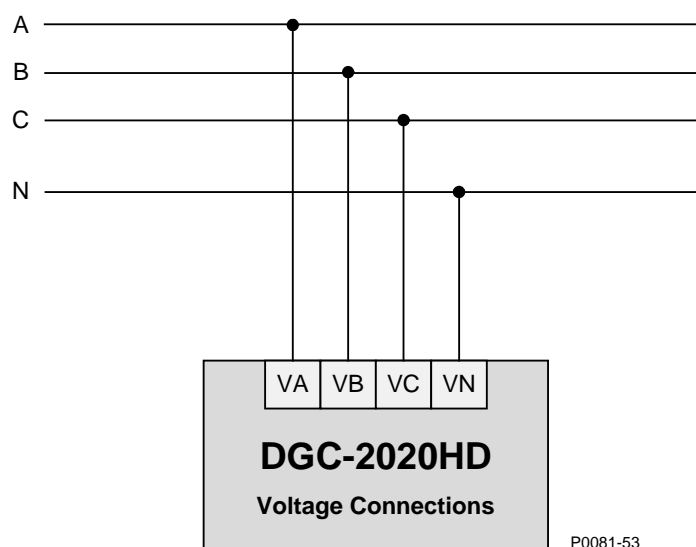 A
B
C
N
VA VB VC VN
DGC-2020HD
Voltage Connections
P0081-53